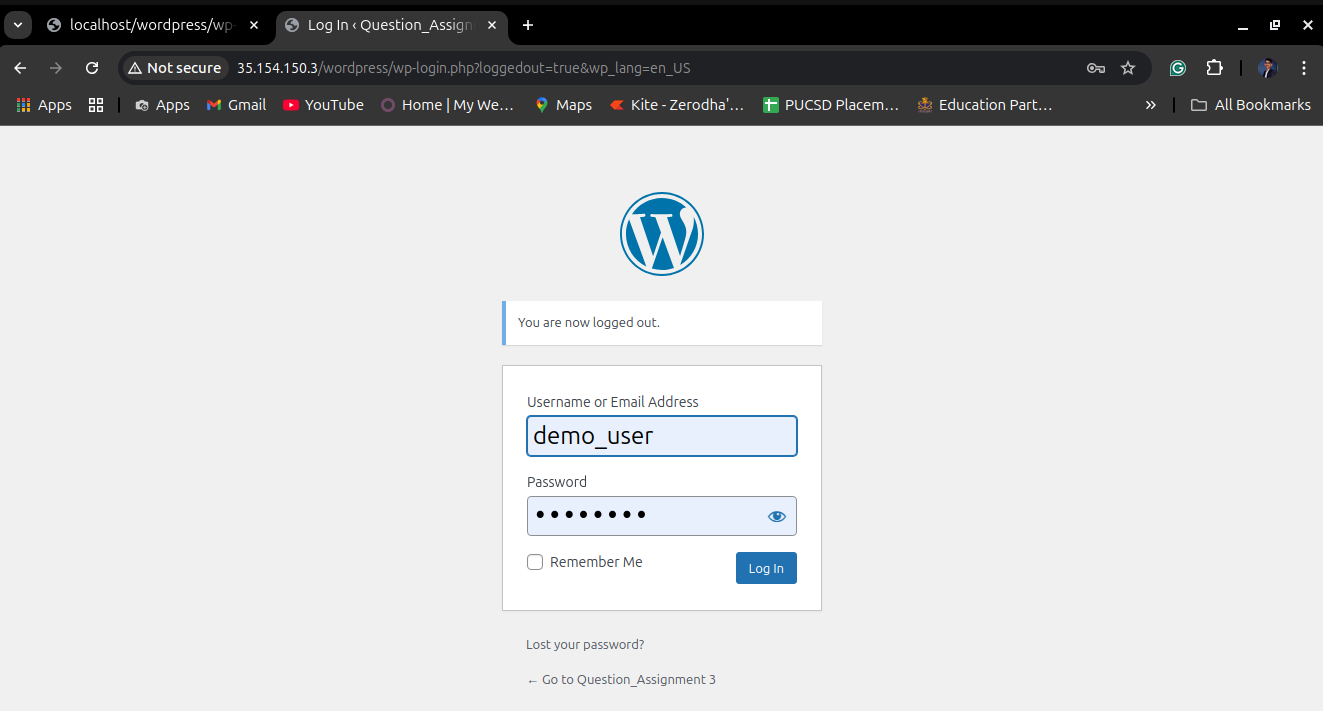 localhost/wordpress/wp-
Log In ‹ Question_Assign
Not secure
35.154.150.3/wordpress/wp-login.php?loggedout=true&wp_lang=en_US
Apps
Apps
Gmail
YouTube
Home | My We…
Maps
Kite - Zerodha'…
PUCSD Placem…
Education Part…
»
All Bookmarks
You are now logged out.
Username or Email Address
demo_user
Password
••••••••
Remember Me
Log In
Lost your password?
← Go to Question_Assignment 3